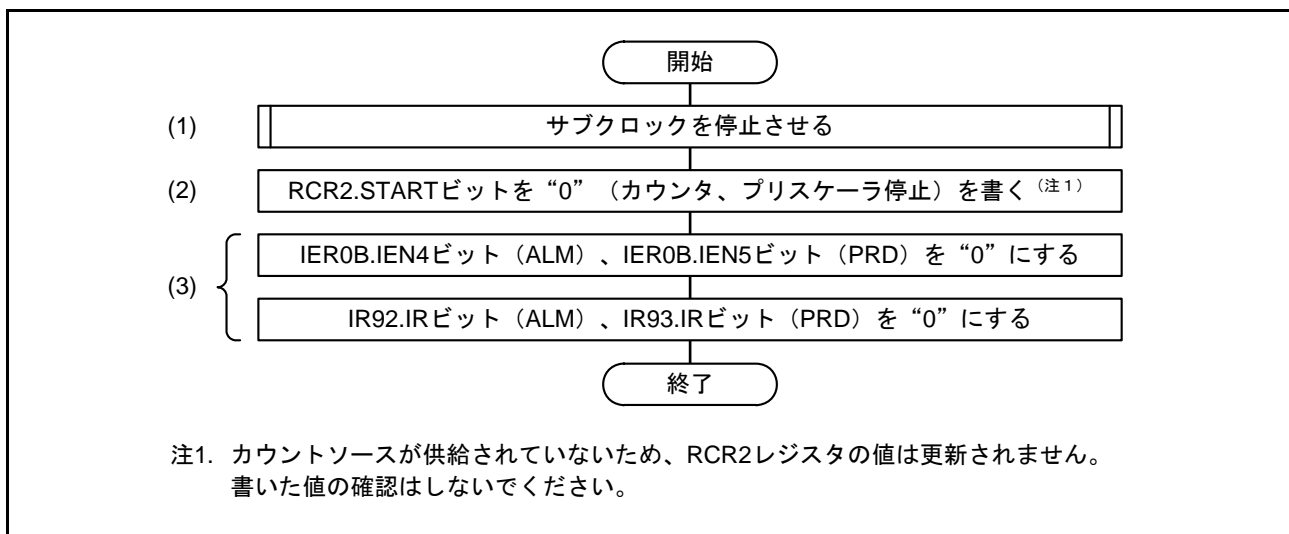 開始
(1) サブクロックを停止させる
(2) RCR2.STARTビットを“0”（カウンタ、プリスケーラ停止）を書く（注１）
(3) IER0B.IEN4ビット（ALM）、IER0B.IEN5ビット（PRD）を“0”にする
IR92.IRビット（ALM）、IR93.IRビット（PRD）を“0”にする
終了
注1. カウントソースが供給されていないため、RCR2レジスタの値は更新されません。
書いた値の確認はしないでください。